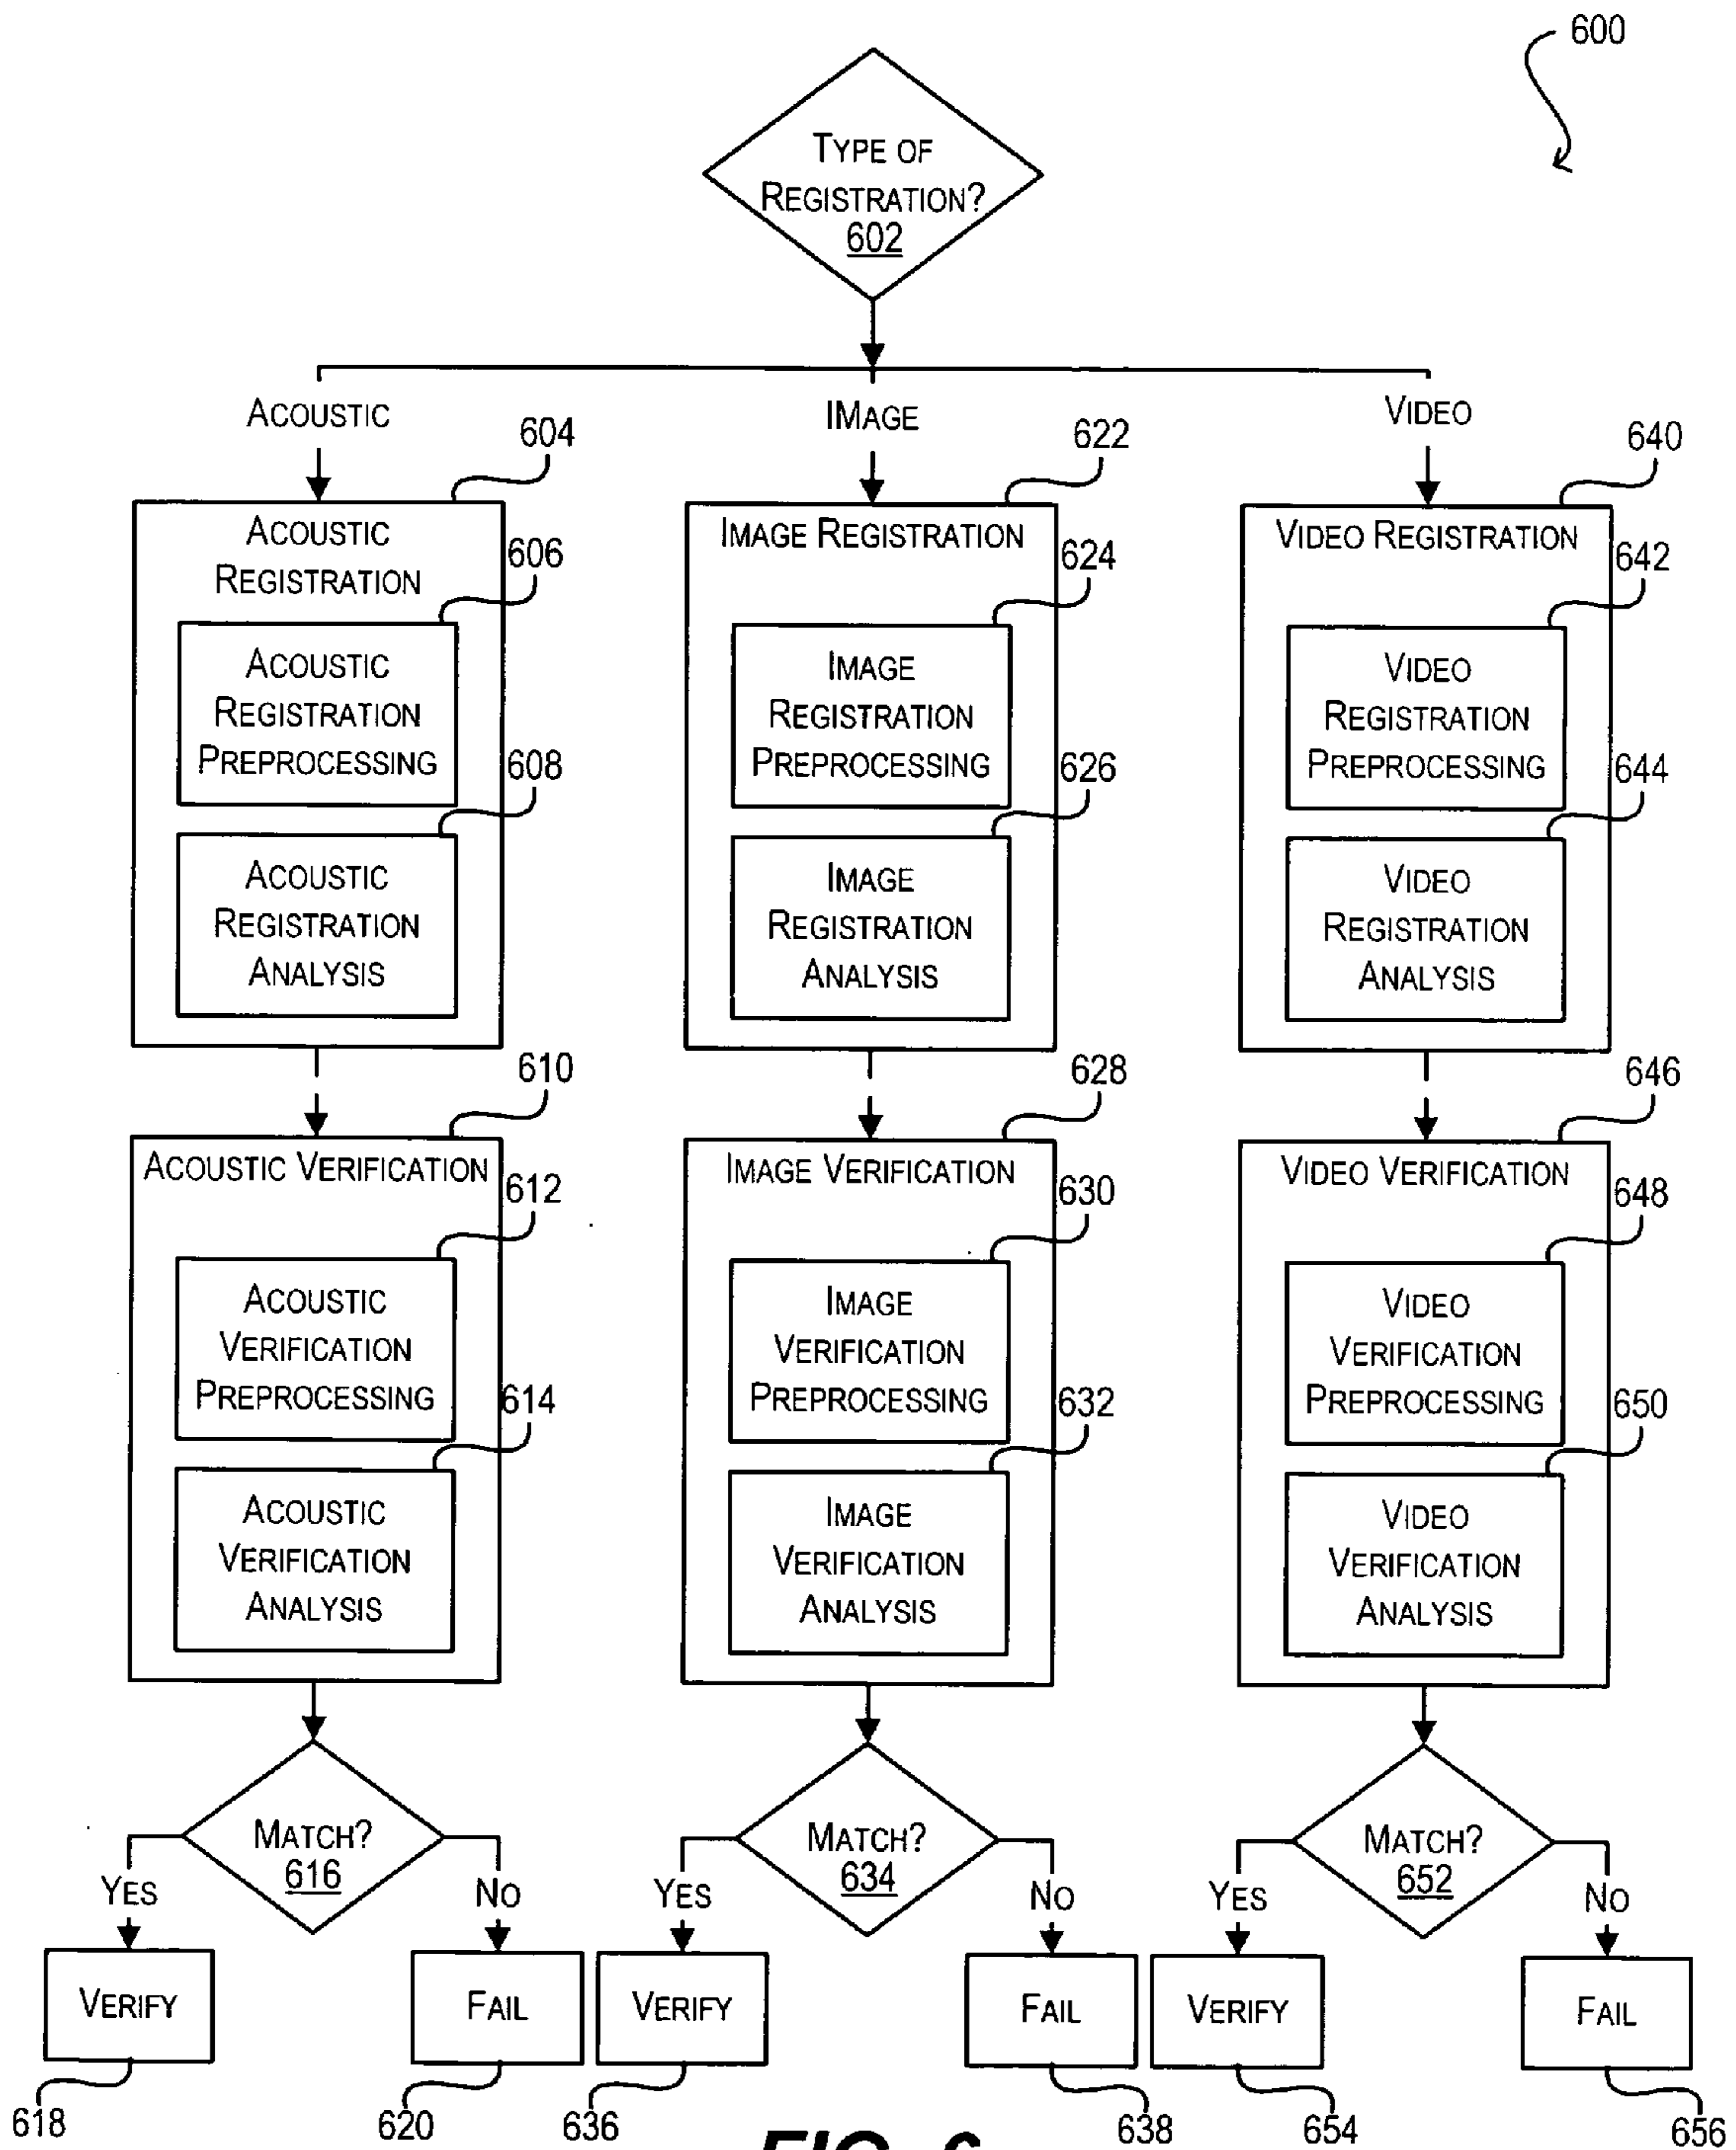 600
TYPE OF
REGISTRATION?
602
ACOUSTIC
IMAGE
VIDEO
604
622
640
ACOUSTIC
REGISTRATION
606
ACOUSTIC
REGISTRATION
PREPROCESSING
608
ACOUSTIC
REGISTRATION
ANALYSIS
IMAGE REGISTRATION
624
IMAGE
REGISTRATION
PREPROCESSING
626
IMAGE
REGISTRATION
ANALYSIS
VIDEO REGISTRATION
642
VIDEO
REGISTRATION
PREPROCESSING
644
VIDEO
REGISTRATION
ANALYSIS
610
628
646
ACOUSTIC VERIFICATION
612
ACOUSTIC
VERIFICATION
PREPROCESSING
614
ACOUSTIC
VERIFICATION
ANALYSIS
IMAGE VERIFICATION
630
IMAGE
VERIFICATION
PREPROCESSING
632
IMAGE
VERIFICATION
ANALYSIS
VIDEO VERIFICATION
648
VIDEO
VERIFICATION
PREPROCESSING
650
VIDEO
VERIFICATION
ANALYSIS
MATCH?
616
YES
NO
VERIFY
FAIL
618
620
MATCH?
634
YES
NO
VERIFY
FAIL
636
638
MATCH?
652
YES
NO
VERIFY
FAIL
654
656
FIG. 6